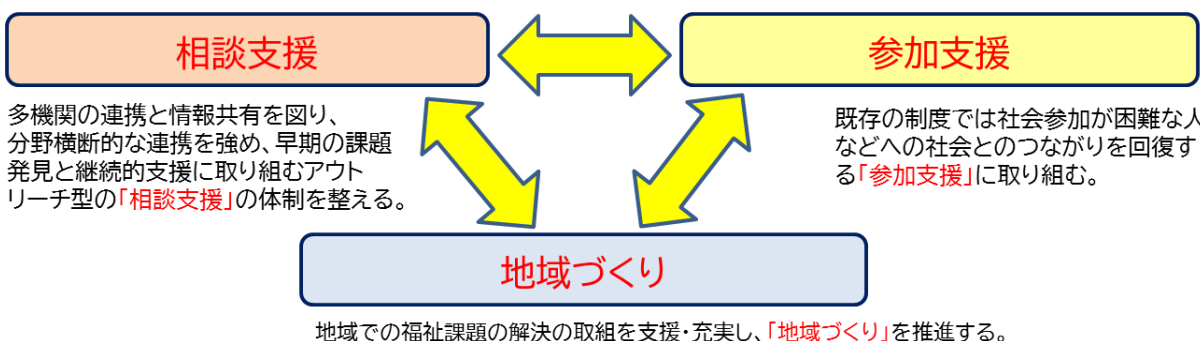 相談支援
参加支援
多機関の連携と情報共有を図り、
分野横断的な連携を強め、早期の課題
発見と継続的支援に取り組むアウト
リーチ型の「相談支援」の体制を整える。
既存の制度では社会参加が困難な人
などへの社会とのつながりを回復す
る「参加支援」に取り組む。
地域づくり
地域での福祉課題の解決の取組を支援・充実し、「地域づくり」を推進する。